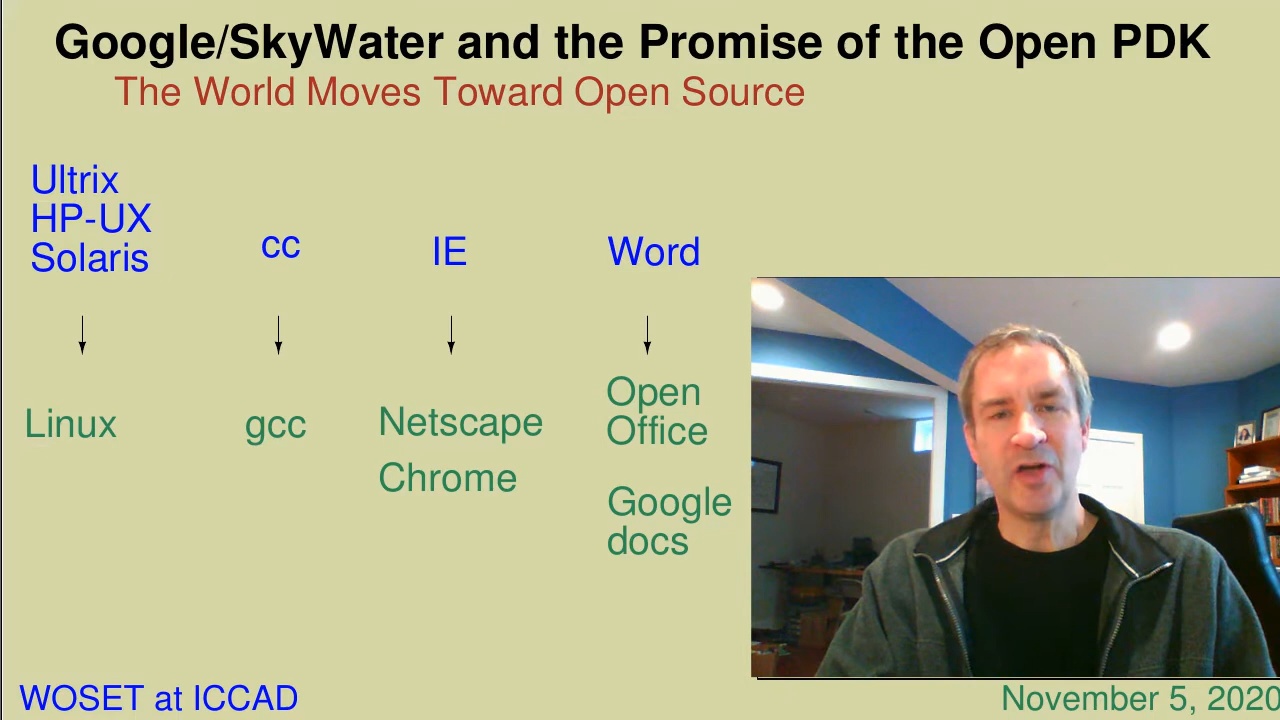 Google/SkyWater and the Promise of the Open PDK
The World Moves Toward Open Source
Ultrix
HP-UX
Solaris
cc
IE
Word
Linux
gcc
Netscape
Chrome
Open
Office
Google
docs
WOSET at ICCAD
November 5, 2020